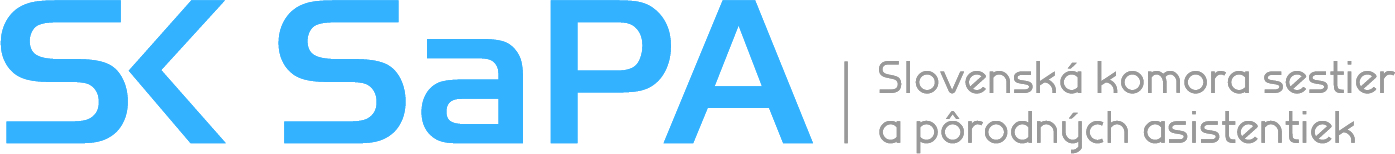 SK SaPA
Slovenská komora sestier
a pôrodných asistentiek